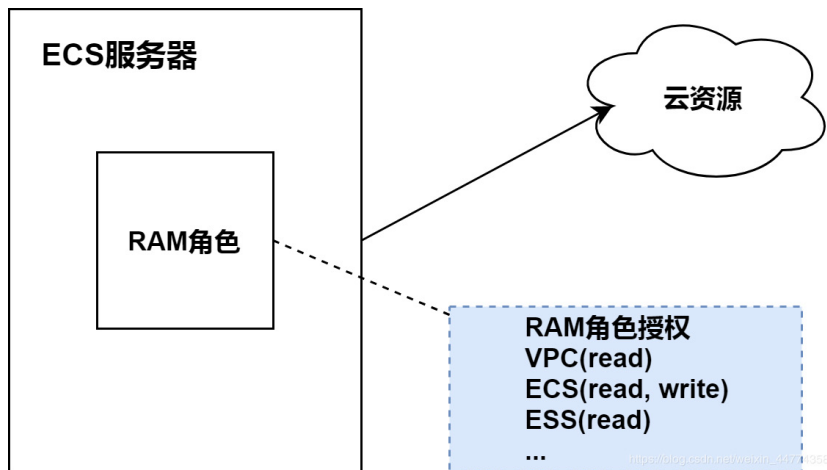 ECS服务器
云资源
RAM角色
RAM角色授权
VPC(read)
ECS(read, write)
ESS(read)
...